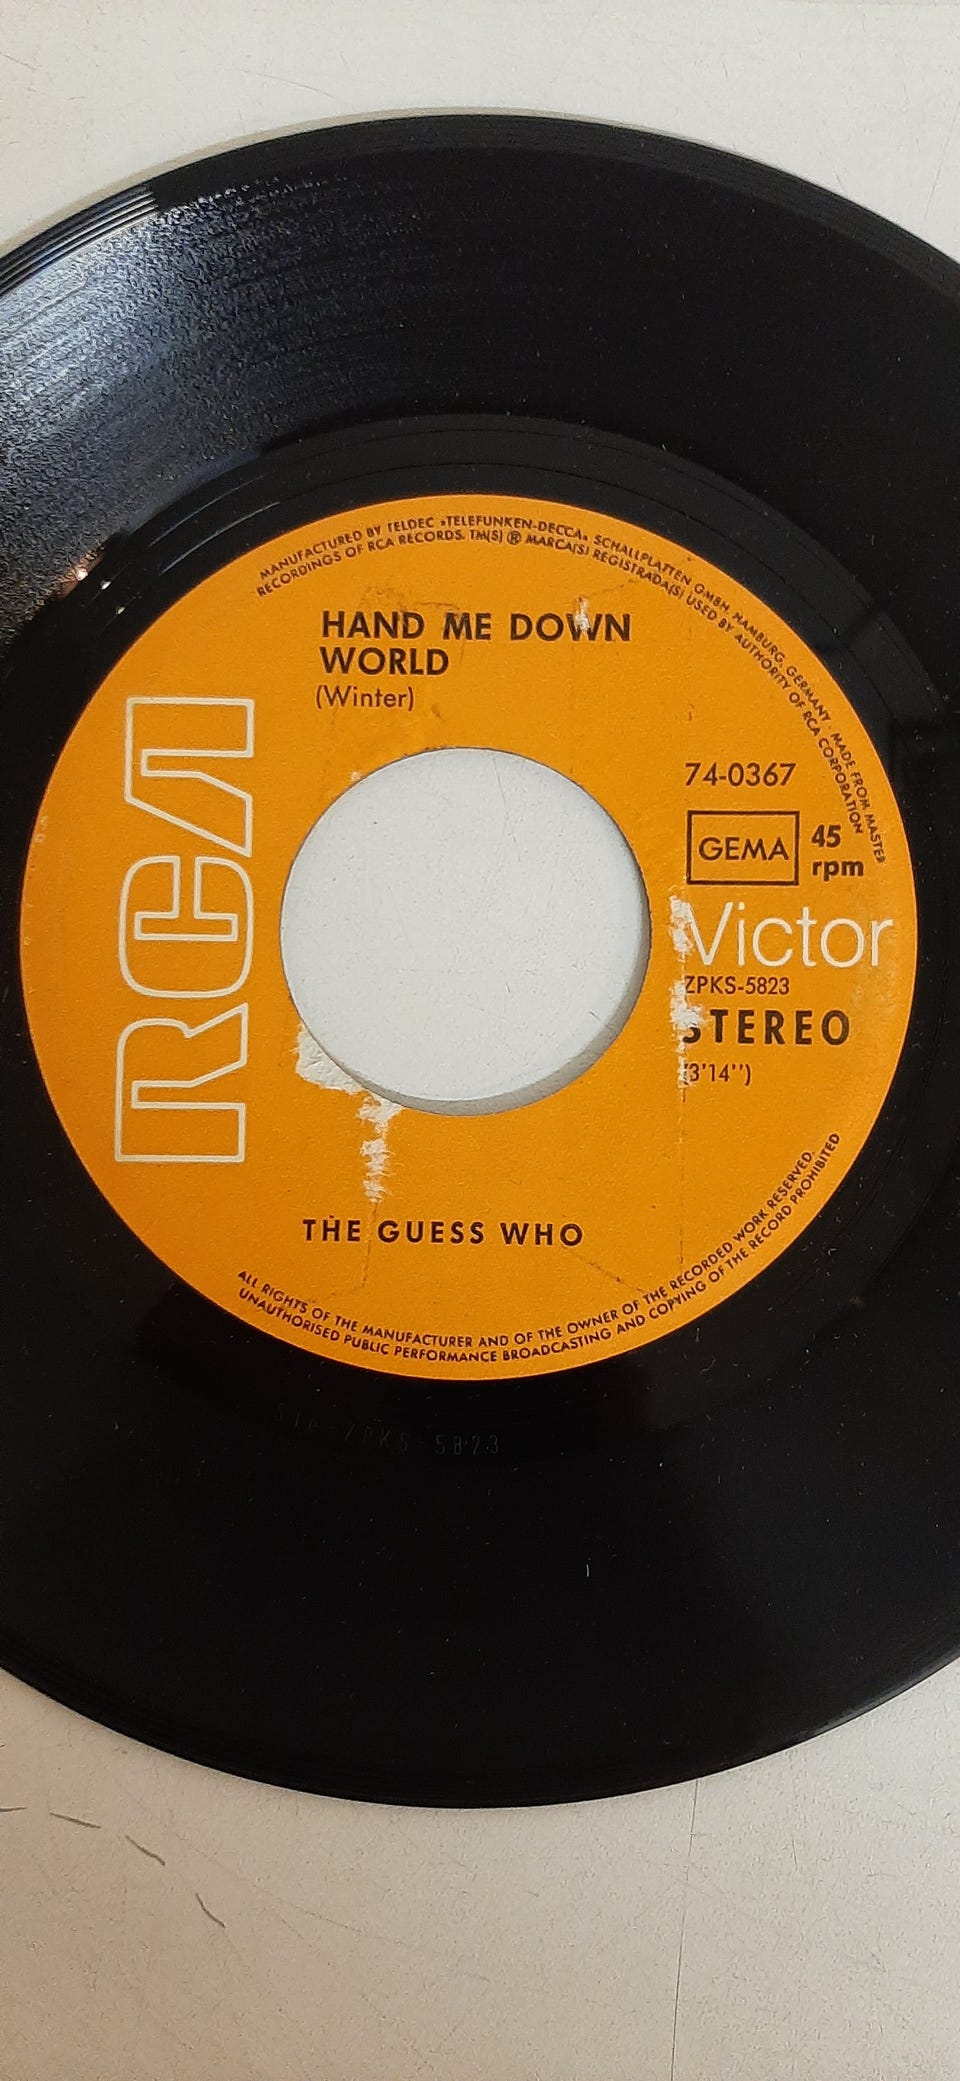 MANUFACTURED BY TELDEC »TELEFUNKEN-DECCA« SCHALLPLATTEN GMBH, HAMBURG, GERMANY · MADE FROM MASTER
RECORDINGS OF RCA RECORDS. TM(S) ® MARCA(S) REGISTRADA(S) USED BY AUTHORITY OF RCA CORPORATION
HAND ME DOWN
WORLD
(Winter)
RCA
74-0367
GEMA
45
rpm
Victor
ZPKS-5823
STEREO
(3'14'')
THE GUESS WHO
ALL RIGHTS OF THE MANUFACTURER AND OF THE OWNER OF THE RECORDED WORK RESERVED.
UNAUTHORISED PUBLIC PERFORMANCE BROADCASTING AND COPYING OF THE RECORD PROHIBITED
ZPKS-5823